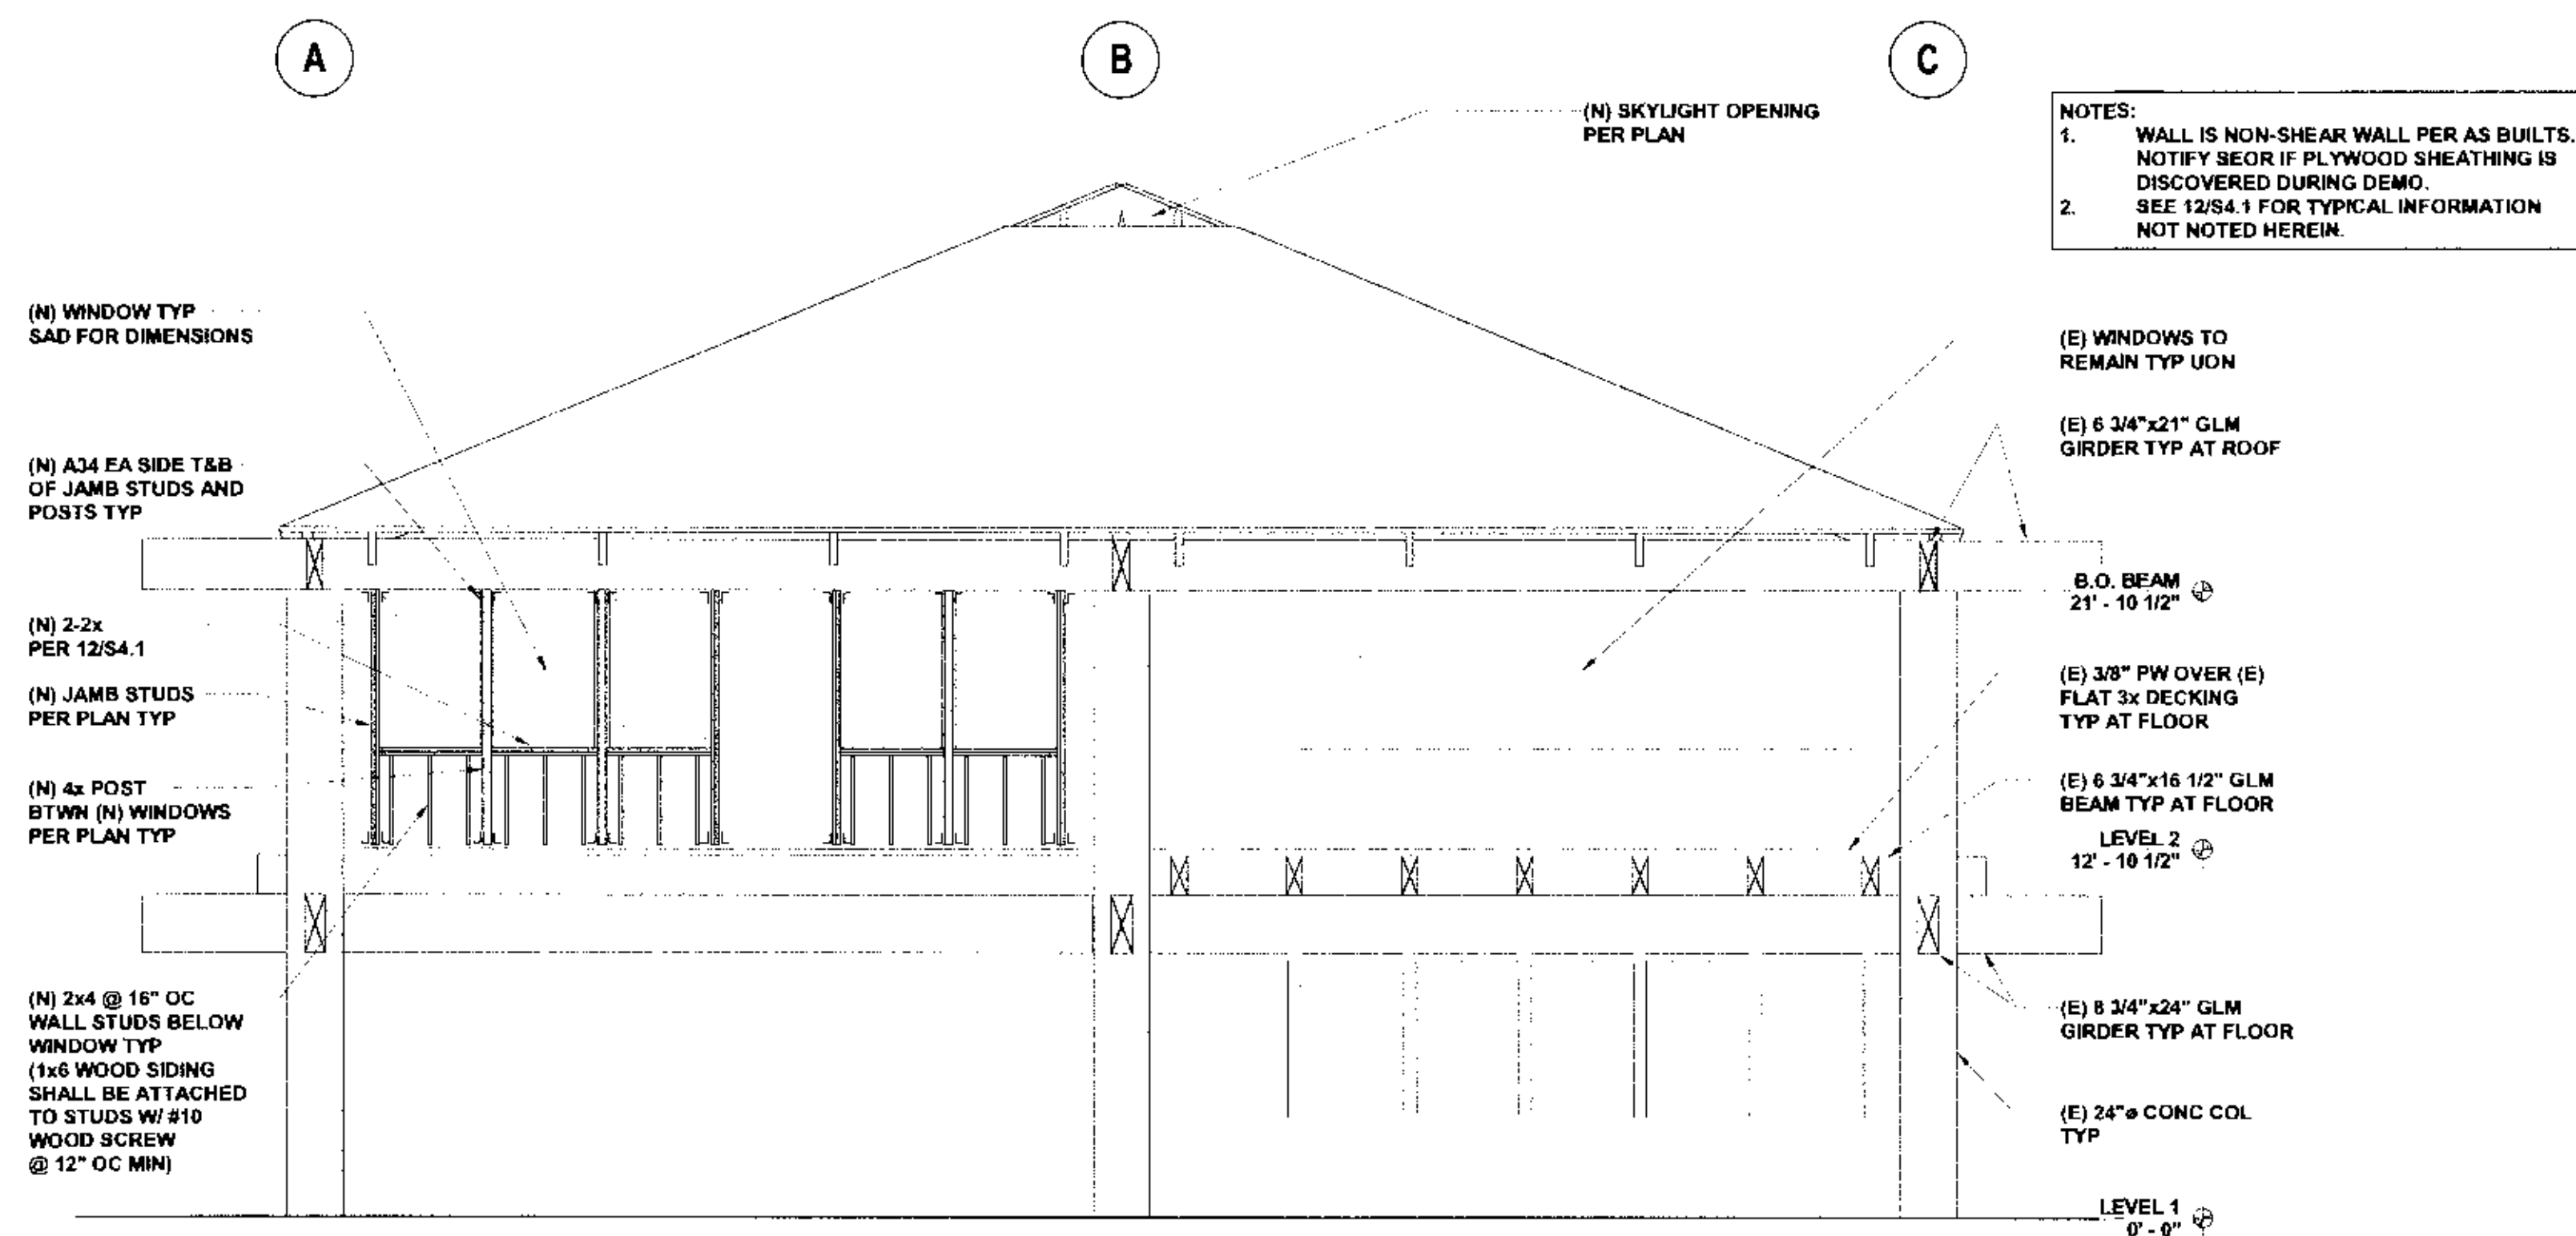 A
B
C
(N) SKYLIGHT OPENING
PER PLAN
NOTES:
1. WALL IS NON-SHEAR WALL PER AS BUILTS.
NOTIFY SEOR IF PLYWOOD SHEATHING IS
DISCOVERED DURING DEMO.
2. SEE 12/S4.1 FOR TYPICAL INFORMATION
NOT NOTED HEREIN.
(N) WINDOW TYP
SAD FOR DIMENSIONS
(N) A34 EA SIDE T&B
OF JAMB STUDS AND
POSTS TYP
(N) 2-2x
PER 12/S4.1
(N) JAMB STUDS
PER PLAN TYP
(N) 4x POST
BTWN (N) WINDOWS
PER PLAN TYP
(N) 2x4 @ 16" OC
WALL STUDS BELOW
WINDOW TYP
(1x6 WOOD SIDING
SHALL BE ATTACHED
TO STUDS W/ #10
WOOD SCREW
@ 12" OC MIN)
(E) WINDOWS TO
REMAIN TYP UON
(E) 6 3/4"x21" GLM
GIRDER TYP AT ROOF
B.O. BEAM
21' - 10 1/2"
(E) 3/8" PW OVER (E)
FLAT 3x DECKING
TYP AT FLOOR
(E) 6 3/4"x16 1/2" GLM
BEAM TYP AT FLOOR
LEVEL 2
12' - 10 1/2"
(E) 8 3/4"x24" GLM
GIRDER TYP AT FLOOR
(E) 24"ø CONC COL
TYP
LEVEL 1
0' - 0"